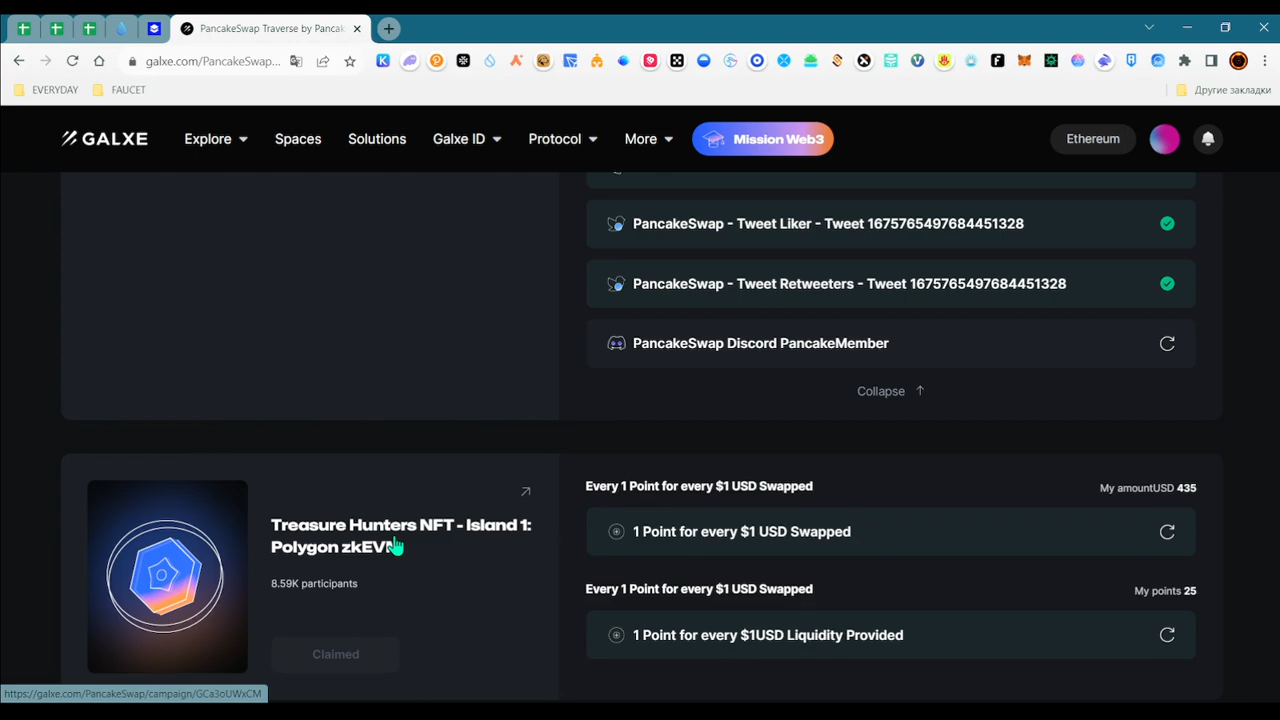 PancakeSwap Traverse by Pancak
galxe.com/PancakeSwap...
EVERYDAY
FAUCET
Другие закладки
GALXE
Explore
Spaces
Solutions
Galxe ID
Protocol
More
Mission Web3
Ethereum
PancakeSwap - Tweet Liker - Tweet 1675765497684451328
PancakeSwap - Tweet Retweeters - Tweet 1675765497684451328
PancakeSwap Discord PancakeMember
Collapse ↑
Treasure Hunters NFT - Island 1:
Polygon zkEVM
8.59K participants
Claimed
Every 1 Point for every $1 USD Swapped
My amountUSD 435
1 Point for every $1 USD Swapped
Every 1 Point for every $1 USD Swapped
My points 25
1 Point for every $1USD Liquidity Provided
https://galxe.com/PancakeSwap/campaign/GCa3oUWxCM